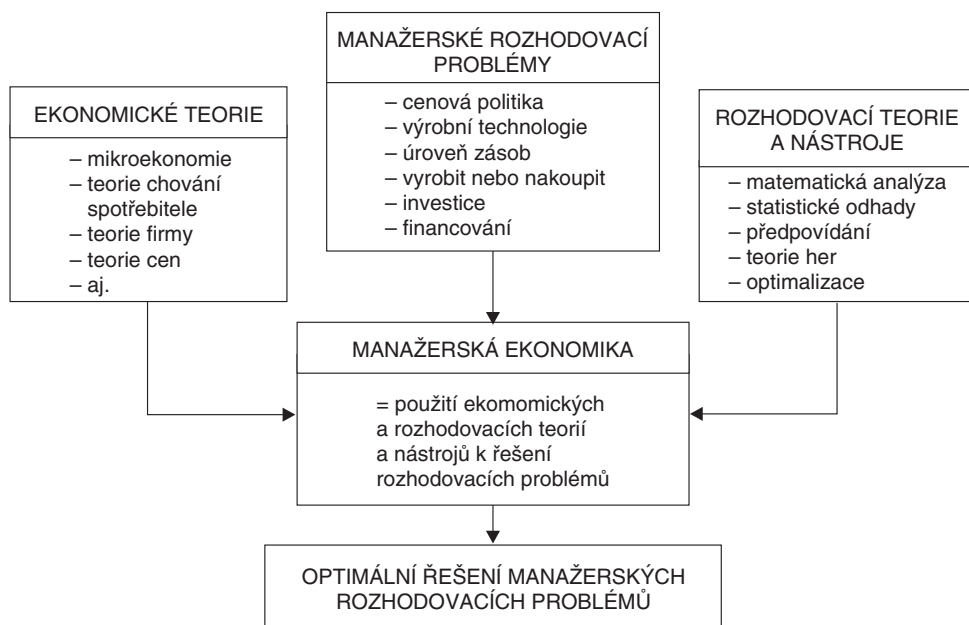 MANAŽERSKÉ ROZHODOVACÍ
PROBLÉMY
– cenová politika
– výrobní technologie
– úroveň zásob
– vyrobit nebo nakoupit
– investice
– financování
EKONOMICKÉ TEORIE
– mikroekonomie
– teorie chování
spotřebitele
– teorie firmy
– teorie cen
– aj.
ROZHODOVACÍ TEORIE
A NÁSTROJE
– matematická analýza
– statistické odhady
– předpovídání
– teorie her
– optimalizace
MANAŽERSKÁ EKONOMIKA
= použití ekomomických
a rozhodovacích teorií
a nástrojů k řešení
rozhodovacích problémů
OPTIMÁLNÍ ŘEŠENÍ MANAŽERSKÝCH
ROZHODOVACÍCH PROBLÉMŮ